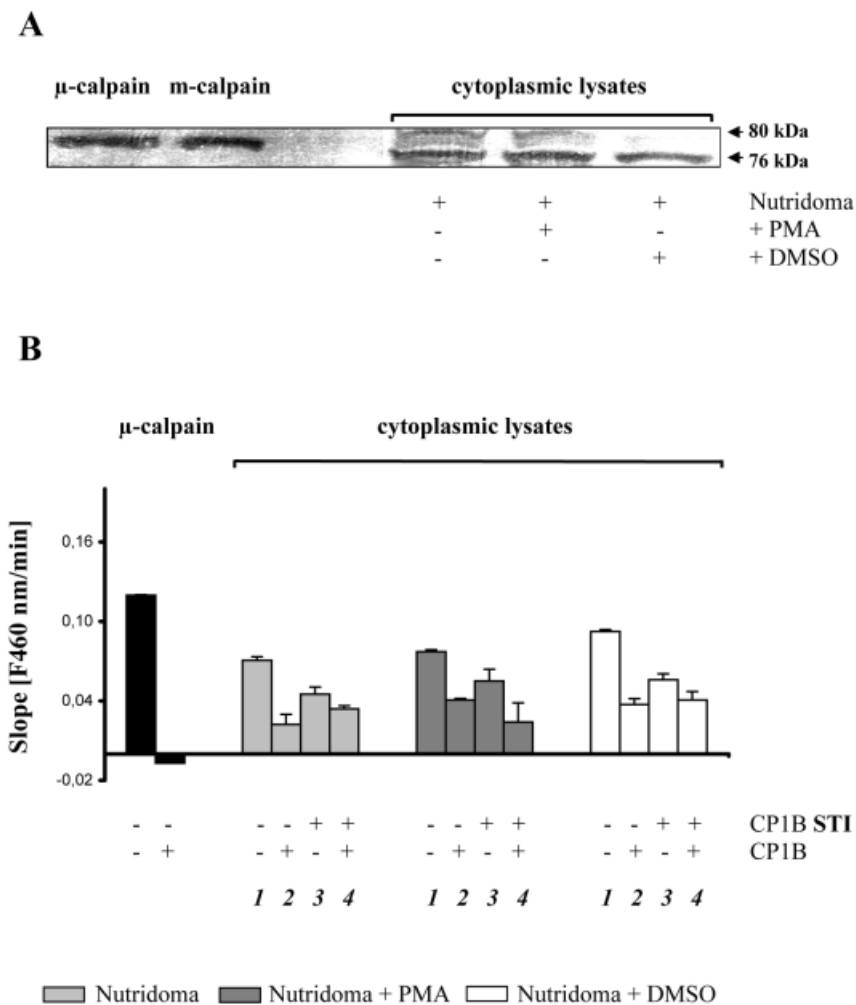 A
µ-calpain m-calpain cytoplasmic lysates
80 kDa
76 kDa
+ + + Nutridoma
- + - + PMA
- - + + DMSO
B
µ-calpain cytoplasmic lysates
Slope [F460 nm/min]
0,16
0,10
0,04
-0,02
- - - - + + - - + + - - + + CP1B STI
- + - + - + - + - + - + - + CP1B
1 2 3 4 1 2 3 4 1 2 3 4
Nutridoma Nutridoma + PMA Nutridoma + DMSO